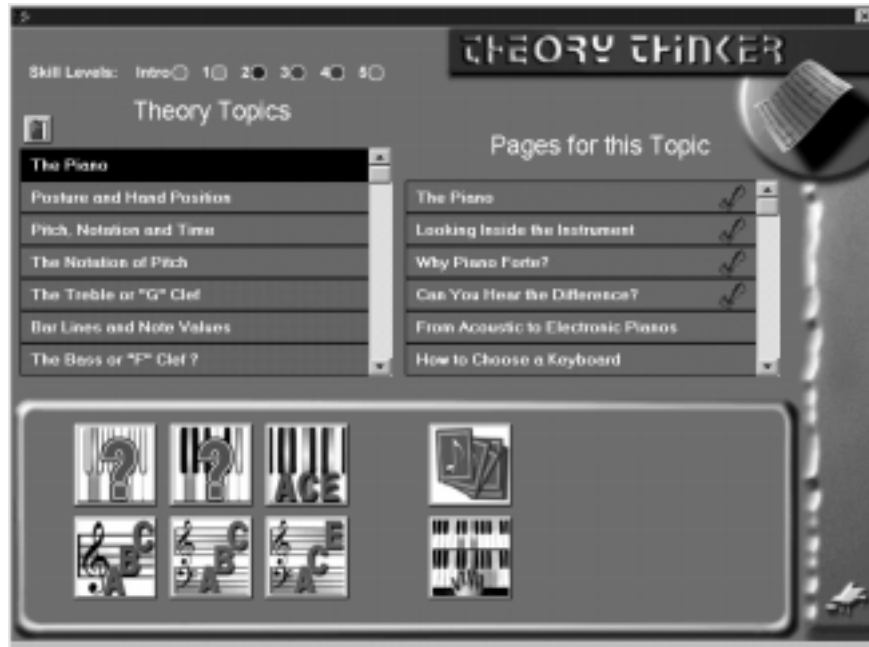 THEORY THINKER
Skill Levels: Intro 1 2 3 4 5
Theory Topics
The Piano
Posture and Hand Position
Pitch, Notation and Time
The Notation of Pitch
The Treble or "G" Clef
Bar Lines and Note Values
The Bass or "F" Clef ?
Pages for this Topic
The Piano
Looking Inside the Instrument
Why Piano Forte?
Can You Hear the Difference?
From Acoustic to Electronic Pianos
How to Choose a Keyboard
?
?
ACE
ABC
ABC
ACE